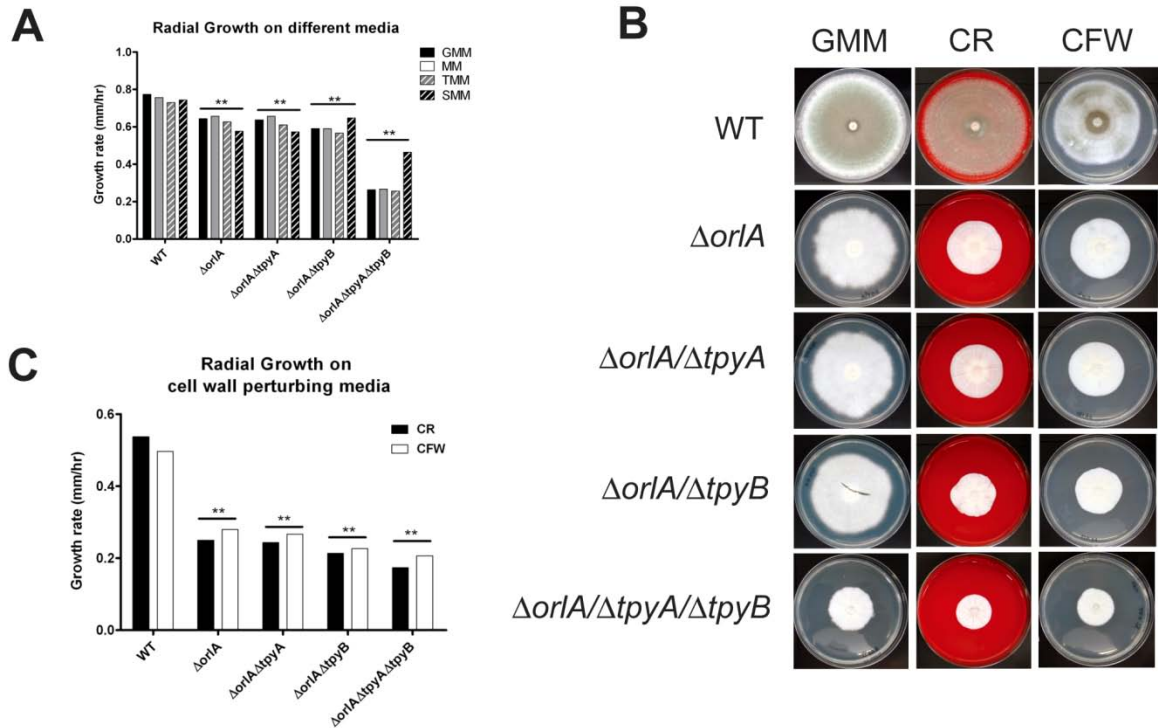 A
Radial Growth on different media
GMM
MM
TMM
SMM
Growth rate (mm/hr)
1.0
0.8
0.6
0.4
0.2
0.0
**
**
**
**
WT
ΔorlA
ΔorlAΔtpyA
ΔorlAΔtpyB
ΔorlAΔtpyAΔtpyB
B
GMM CR CFW
WT
ΔorlA
ΔorlA/ΔtpyA
ΔorlA/ΔtpyB
ΔorlA/ΔtpyA/ΔtpyB
C
Radial Growth on
cell wall perturbing media
CR
CFW
Growth rate (mm/hr)
0.6
0.4
0.2
0.0
**
**
**
**
WT
ΔorlA
ΔorlAΔtpyA
ΔorlAΔtpyB
ΔorlAΔtpyAΔtpyB